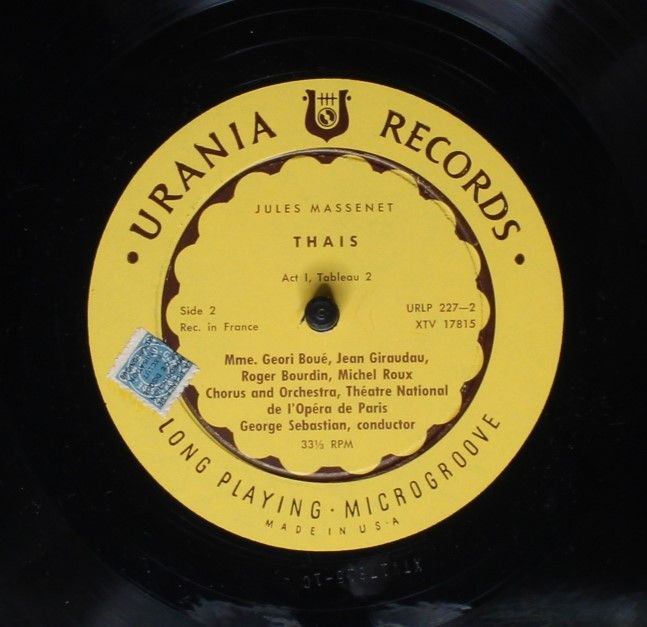 URANIA RECORDS
JULES MASSENET
THAIS
Act I, Tableau 2
Side 2
URLP 227—2
Rec. in France
XTV 17815
Mme. Geori Boué, Jean Giraudau,
Roger Bourdin, Michel Roux
Chorus and Orchestra, Théatre National
de l'Opéra de Paris
George Sebastian, conductor
33⅓ RPM
LONG PLAYING · MICROGROOVE
MADE IN U·S·A